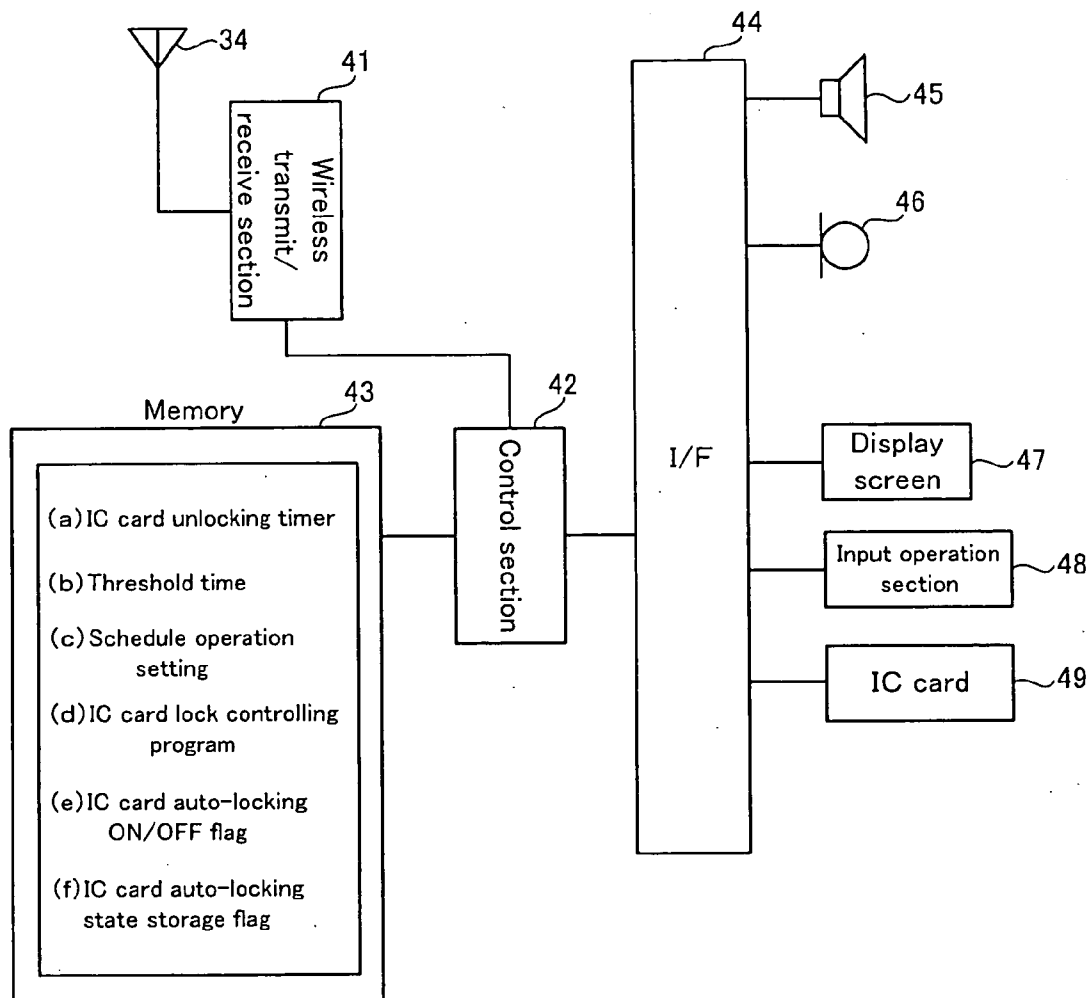 34
41
Wireless
transmit/
receive section
44
45
46
Memory
43
42
Control section
I/F
Display
screen
47
Input operation
section
48
IC card
49
(a) IC card unlocking timer
(b) Threshold time
(c) Schedule operation
setting
(d) IC card lock controlling
program
(e) IC card auto-locking
ON/OFF flag
(f) IC card auto-locking
state storage flag